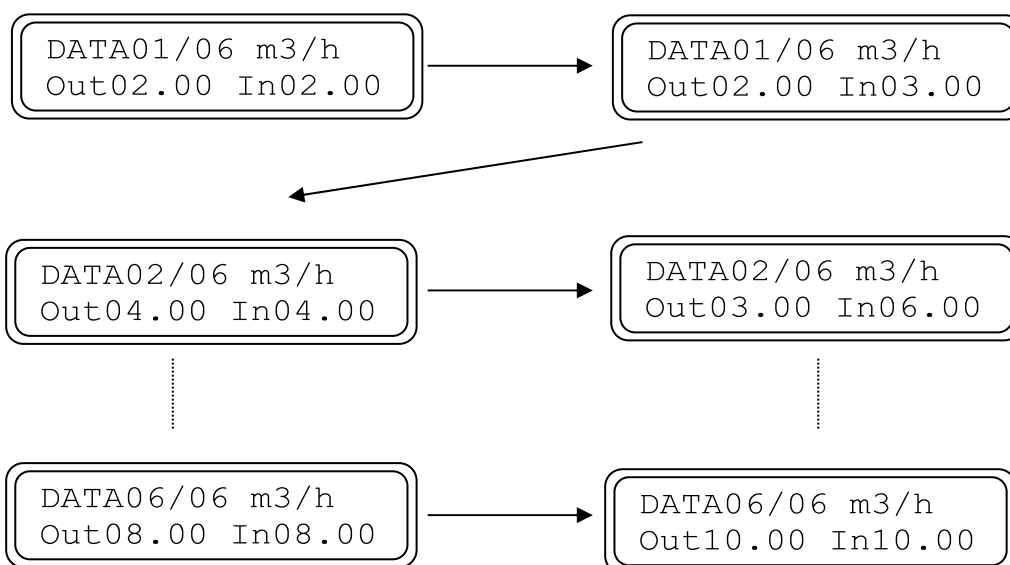 DATA01/06 m3/h
Out02.00 In02.00
DATA01/06 m3/h
Out02.00 In03.00
DATA02/06 m3/h
Out04.00 In04.00
DATA02/06 m3/h
Out03.00 In06.00
DATA06/06 m3/h
Out08.00 In08.00
DATA06/06 m3/h
Out10.00 In10.00